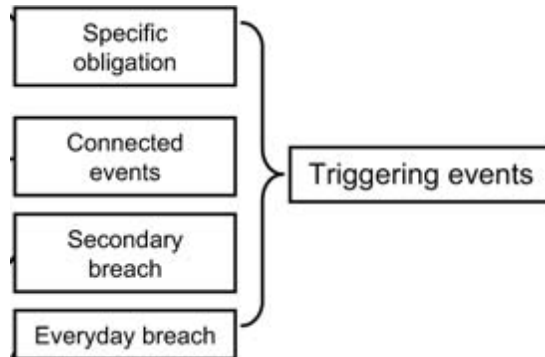 Specific
obligation
Connected
events
Triggering events
Secondary
breach
Everyday breach